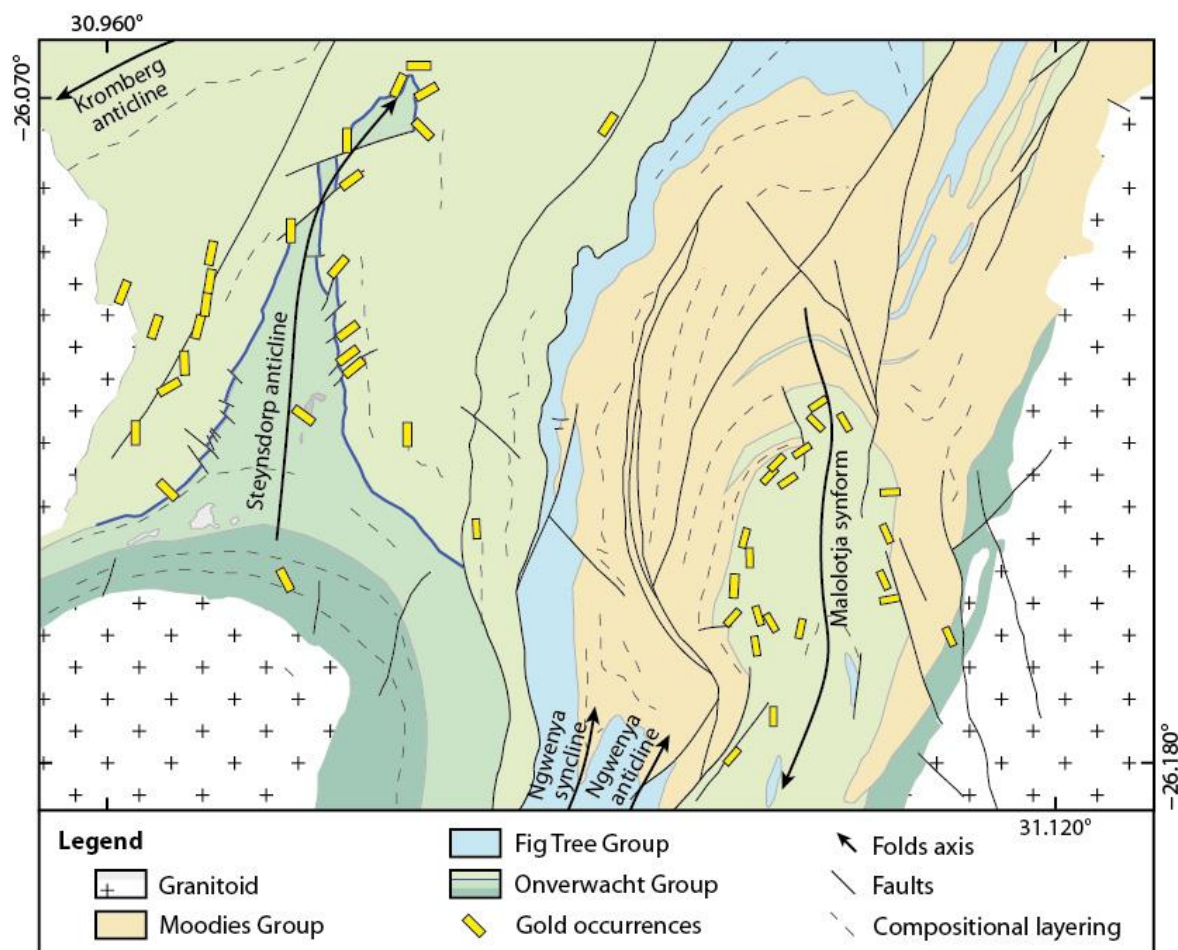 30.960°
-26.070°
Kromberg
anticline
Steynsdorp anticline
Malolotja synform
Ngwenya
syncline
Ngwenya
anticline
-26.180°
31.120°
Legend
Granitoid
Moodies Group
Fig Tree Group
Onverwacht Group
Gold occurrences
Folds axis
Faults
Compositional layering